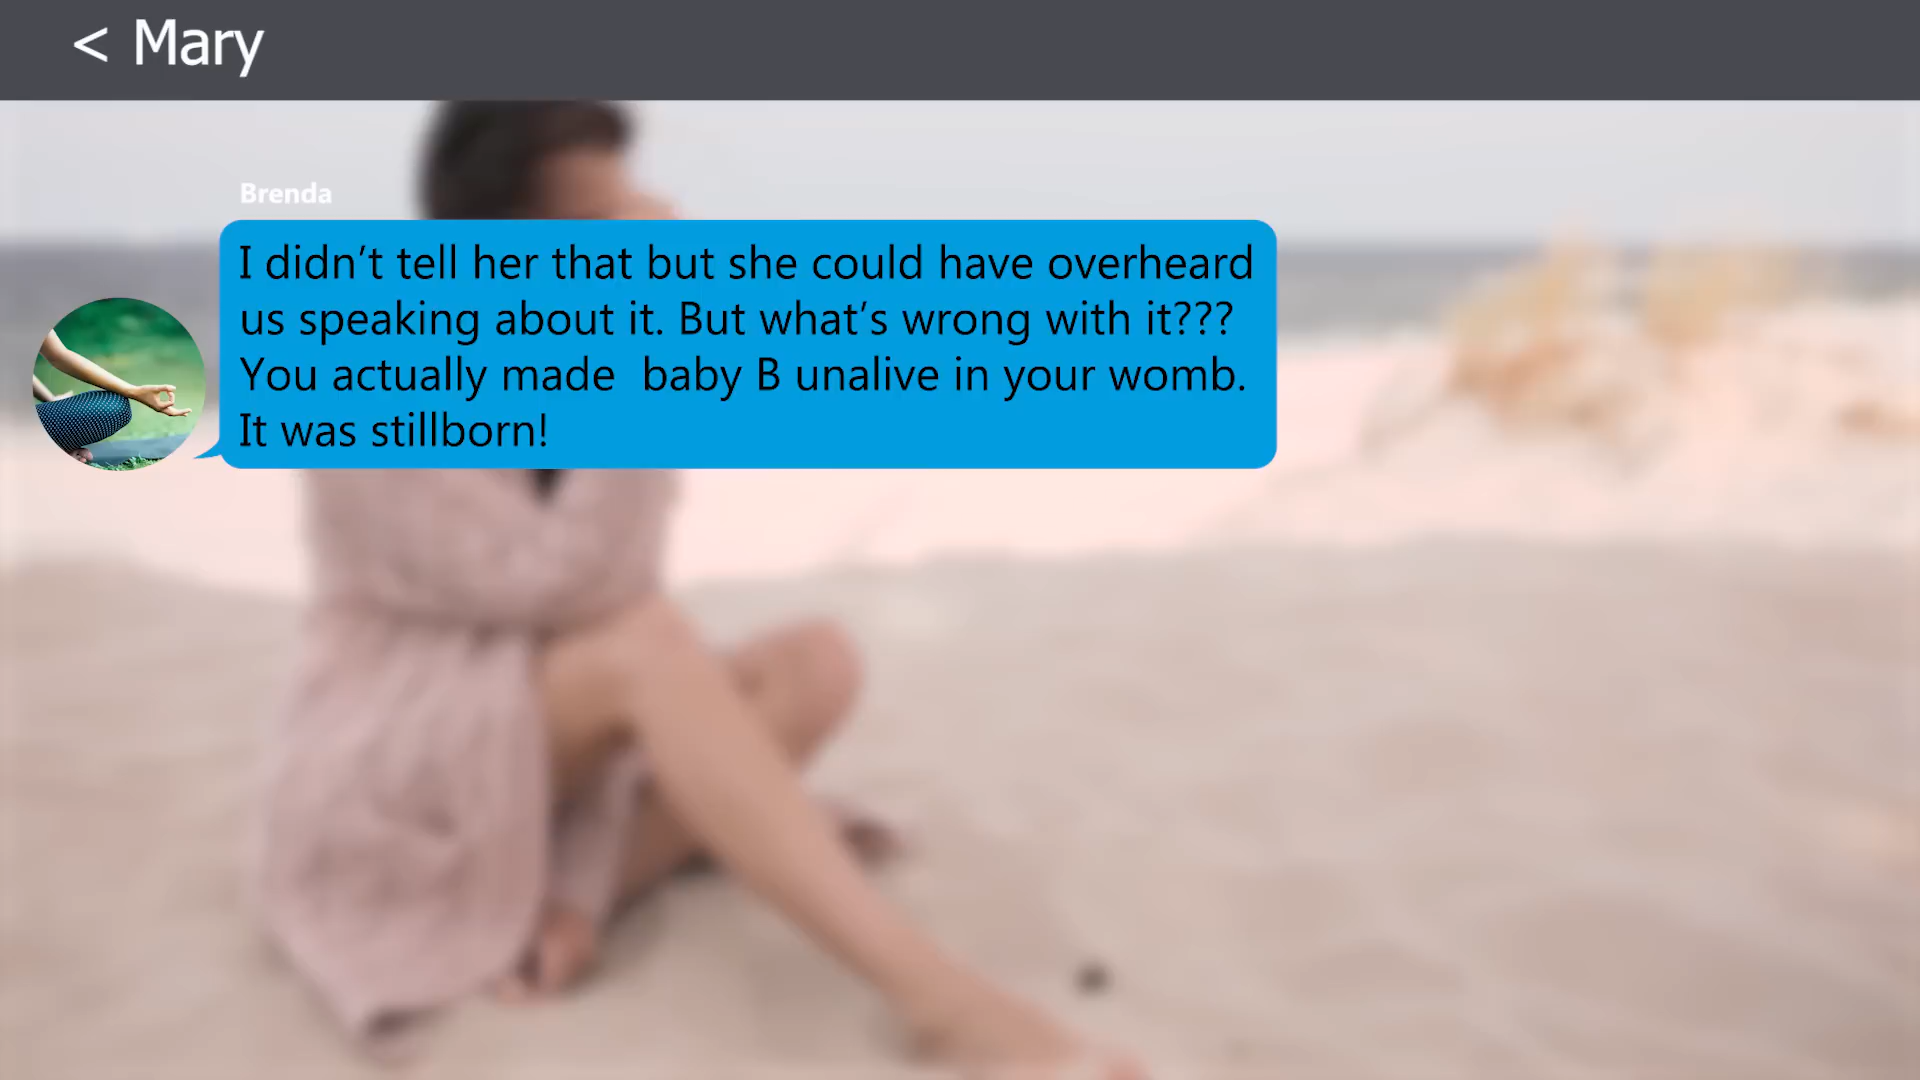 < Mary
Brenda
I didn't tell her that but she could have overheard
us speaking about it. But what's wrong with it???
You actually made  baby B unalive in your womb.
It was stillborn!